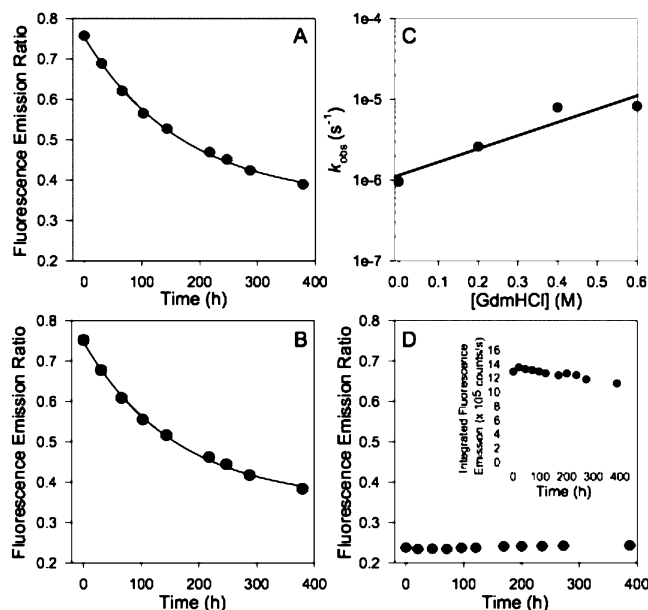 A
Fluorescence Emission Ratio
0.8
0.7
0.6
0.5
0.4
0.3
0.2
0 100 200 300 400
Time (h)
C
k_obs (s⁻¹)
1e-4
1e-5
1e-6
1e-7
0.0 0.1 0.2 0.3 0.4 0.5 0.6
[GdmHCl] (M)
B
Fluorescence Emission Ratio
0.8
0.7
0.6
0.5
0.4
0.3
0.2
0 100 200 300 400
Time (h)
D
Fluorescence Emission Ratio
0.8
0.7
0.6
0.5
0.4
0.3
0.2
0 100 200 300 400
Time (h)
Integrated Fluorescence
Emission (x 10⁵ counts/s)
16
14
12
10
8
6
4
2
0
0 100 200 300 400
Time (h)